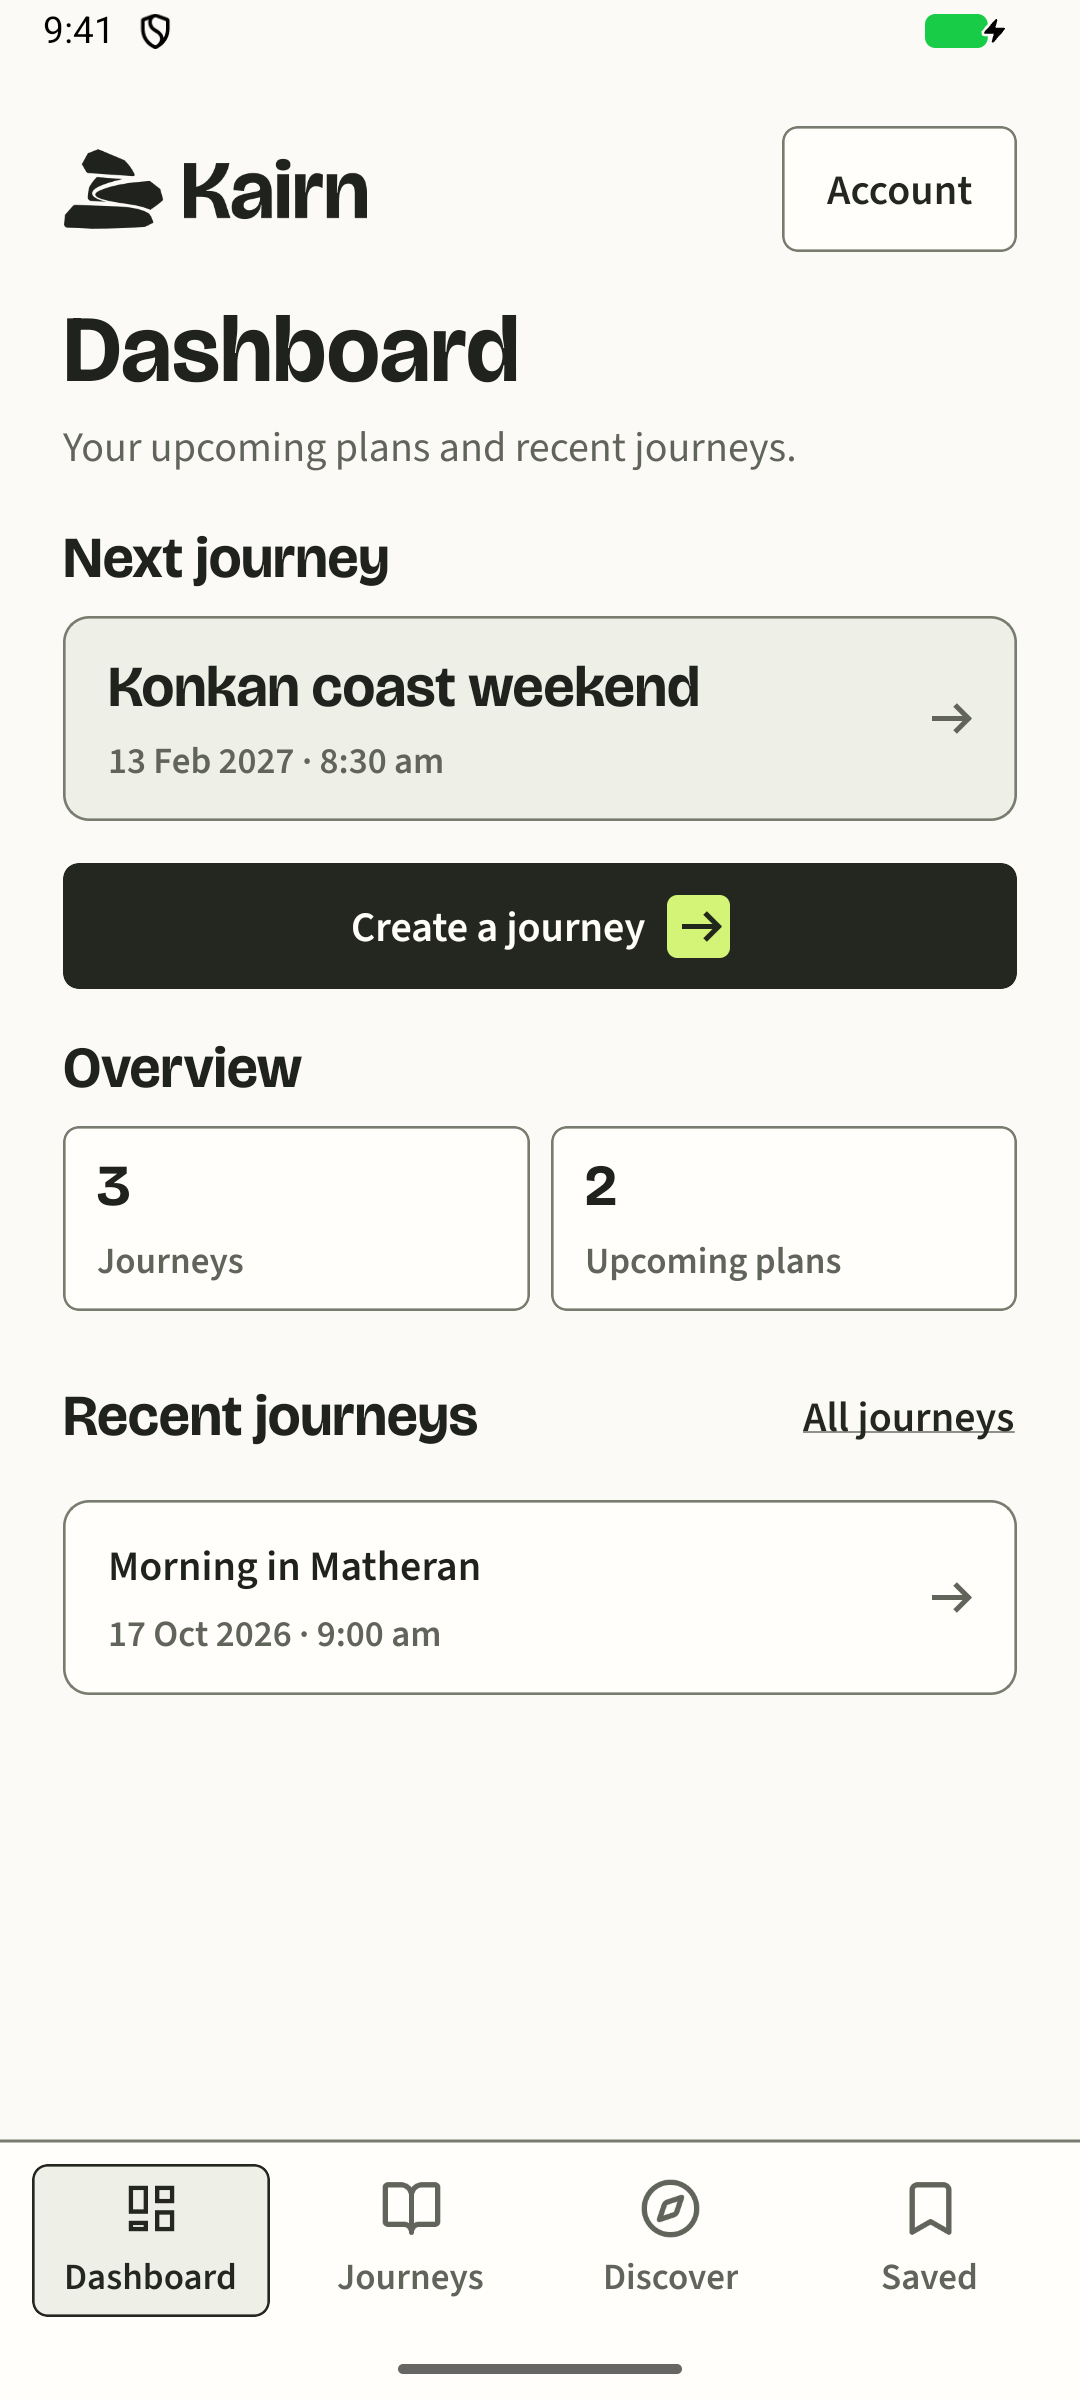 9:41
Kairn
Account
Dashboard
Your upcoming plans and recent journeys.
Next journey
Konkan coast weekend
13 Feb 2027 · 8:30 am
Create a journey
Overview
3
Journeys
2
Upcoming plans
Recent journeys
All journeys
Morning in Matheran
17 Oct 2026 · 9:00 am
Dashboard
Journeys
Discover
Saved